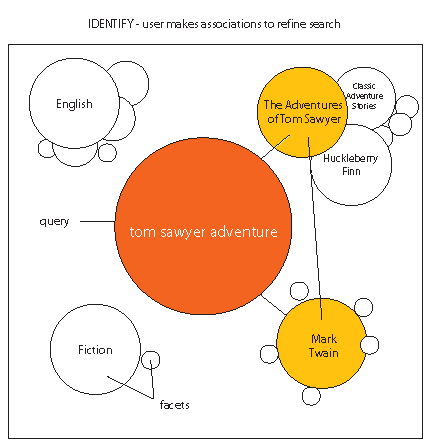 IDENTIFY - user makes associations to refine search
English
The Adventures
of Tom Sawyer
Classic
Adventure
Stories
Huckleberry
Finn
query
tom sawyer adventure
Fiction
Mark
Twain
facets